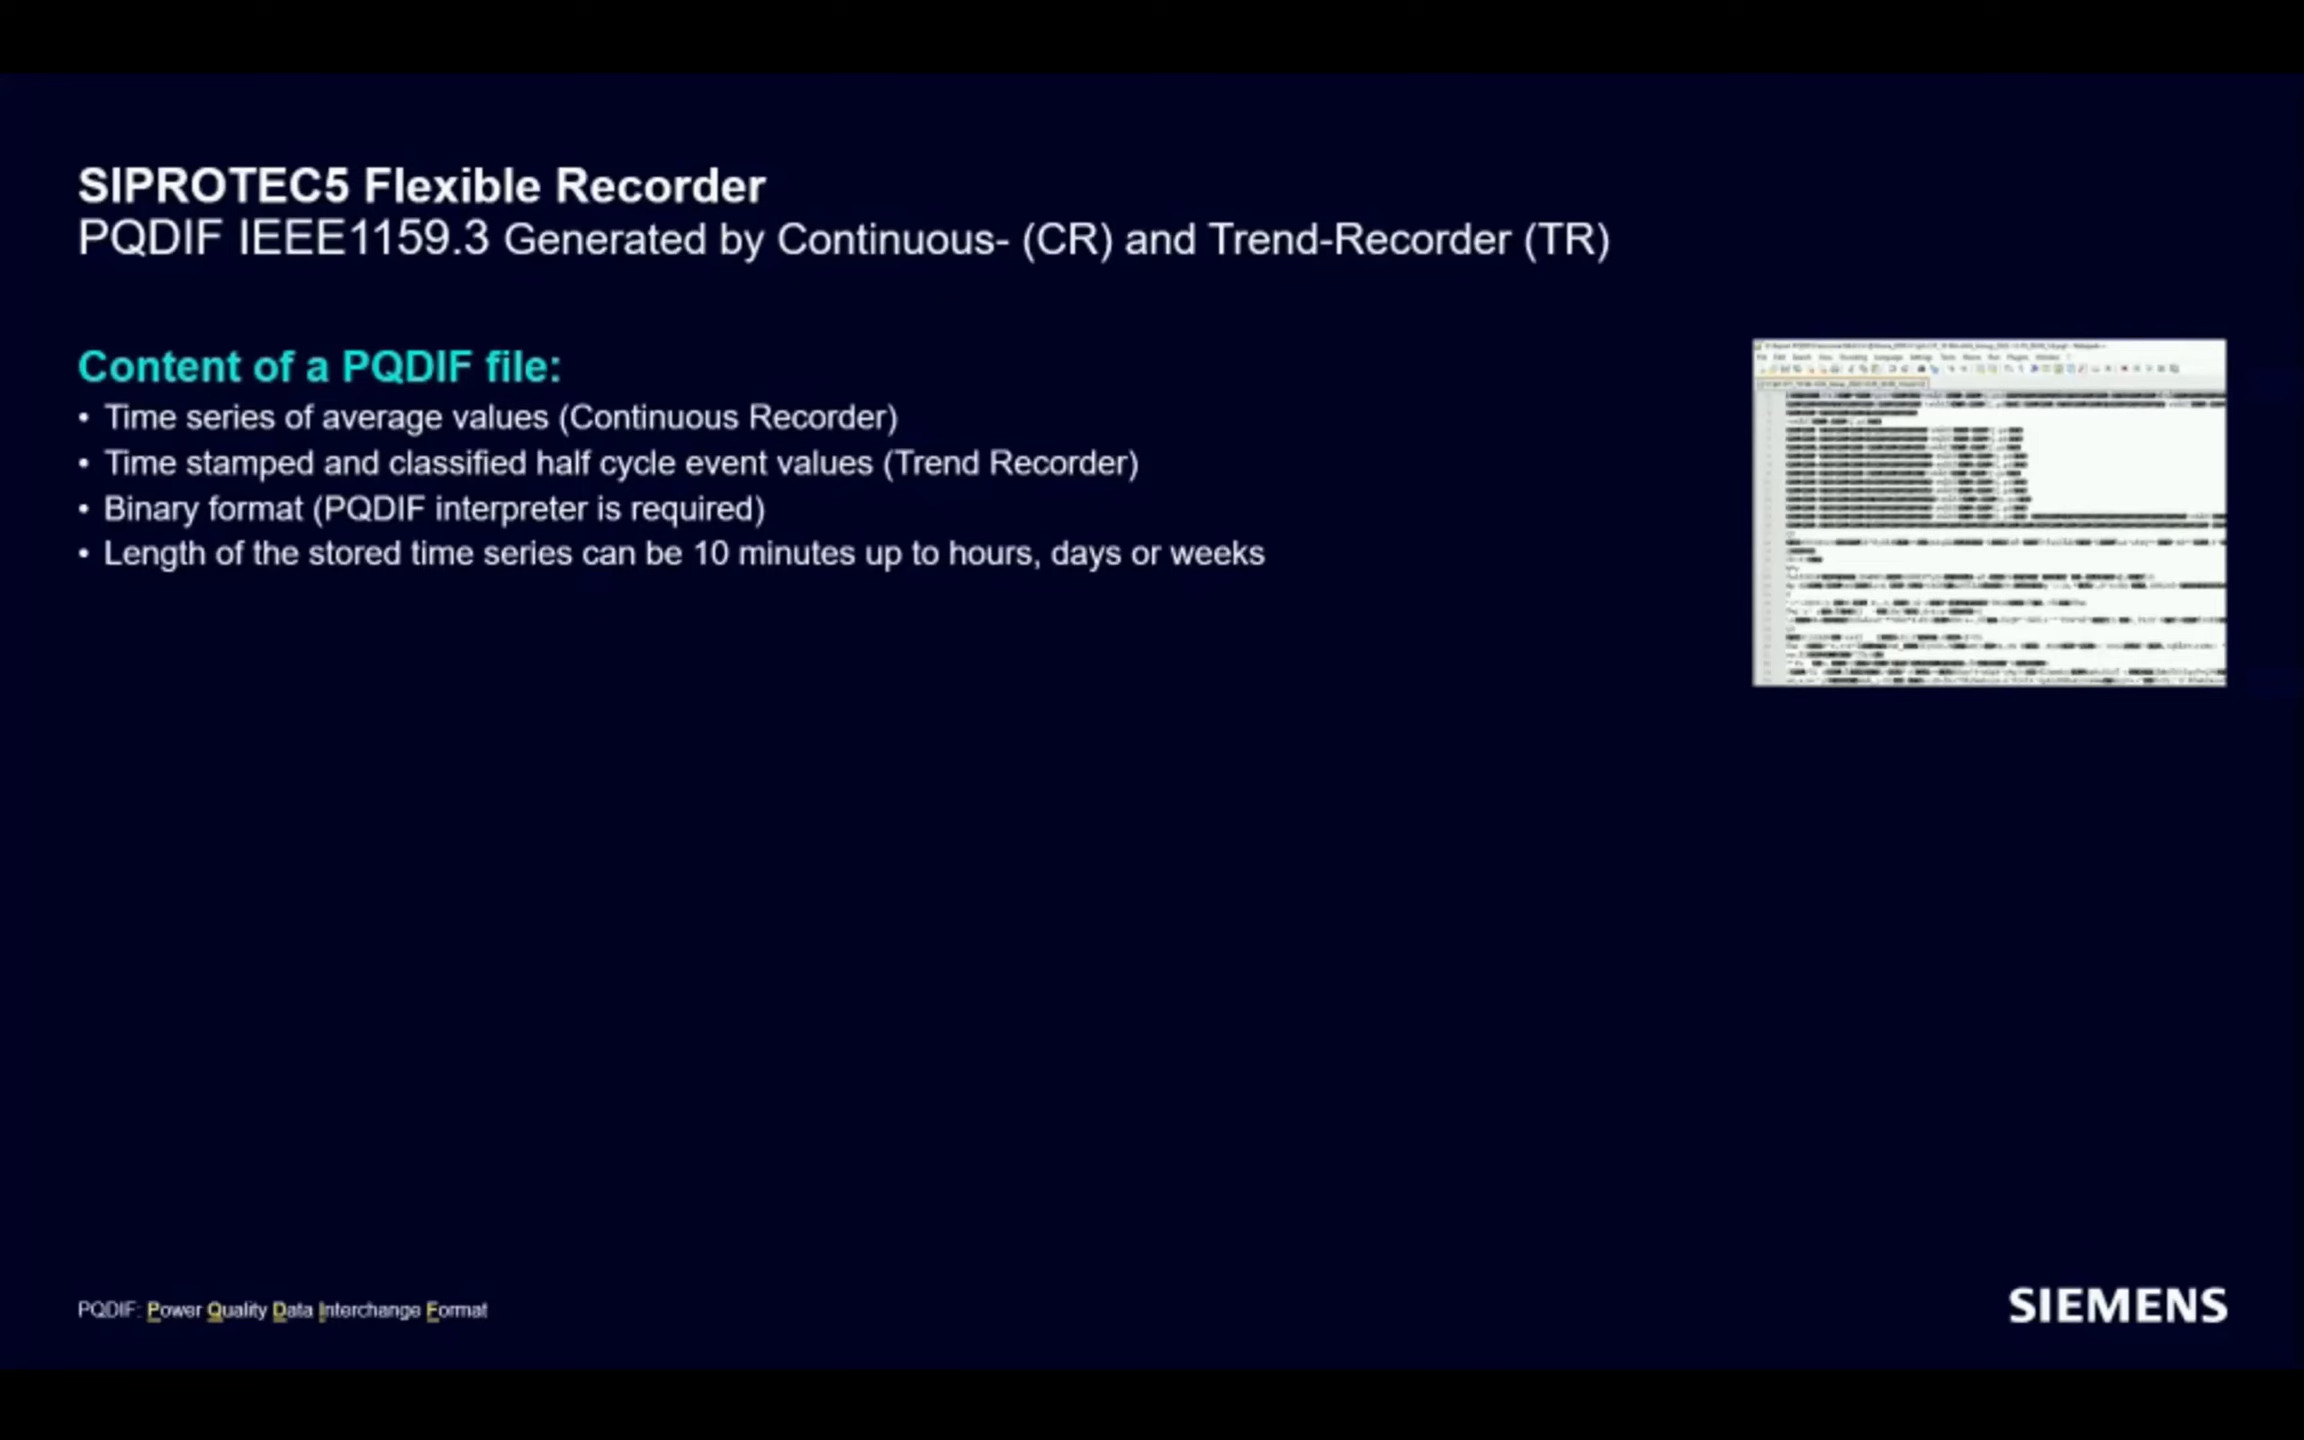 SIPROTEC5 Flexible Recorder
PQDIF IEEE1159.3 Generated by Continuous- (CR) and Trend-Recorder (TR)
Content of a PQDIF file:
• Time series of average values (Continuous Recorder)
• Time stamped and classified half cycle event values (Trend Recorder)
• Binary format (PQDIF interpreter is required)
• Length of the stored time series can be 10 minutes up to hours, days or weeks
PQDIF: Power Quality Data Interchange Format
SIEMENS